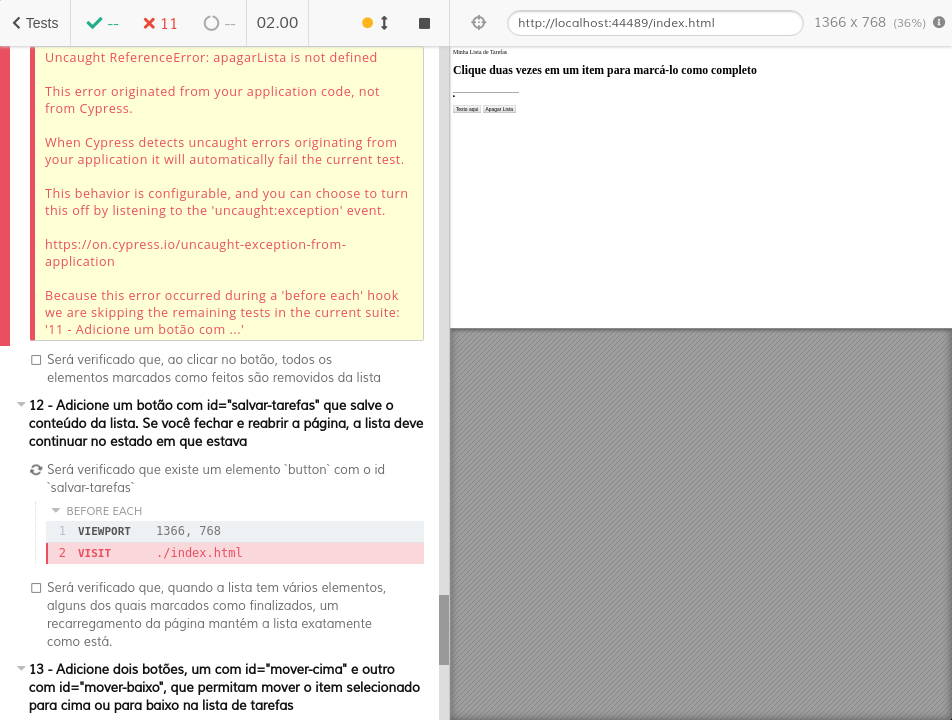 Tests
--
11
--
02.00
http://localhost:44489/index.html
1366 x 768 (36%)
Uncaught ReferenceError: apagarLista is not defined
This error originated from your application code, not
from Cypress.
When Cypress detects uncaught errors originating from
your application it will automatically fail the current test.
This behavior is configurable, and you can choose to turn
this off by listening to the 'uncaught:exception' event.
https://on.cypress.io/uncaught-exception-from-
application
Because this error occurred during a 'before each' hook
we are skipping the remaining tests in the current suite:
'11 - Adicione um botão com ...'
Será verificado que, ao clicar no botão, todos os
elementos marcados como feitos são removidos da lista
12 - Adicione um botão com id="salvar-tarefas" que salve o
conteúdo da lista. Se você fechar e reabrir a página, a lista deve
continuar no estado em que estava
Será verificado que existe um elemento `button` com o id
`salvar-tarefas`
BEFORE EACH
1 VIEWPORT 1366, 768
2 VISIT ./index.html
Será verificado que, quando a lista tem vários elementos,
alguns dos quais marcados como finalizados, um
recarregamento da página mantém a lista exatamente
como está.
13 - Adicione dois botões, um com id="mover-cima" e outro
com id="mover-baixo", que permitam mover o item selecionado
para cima ou para baixo na lista de tarefas
Minha Lista de Tarefas
Clique duas vezes em um item para marcá-lo como completo
Texto aqui Apagar Lista